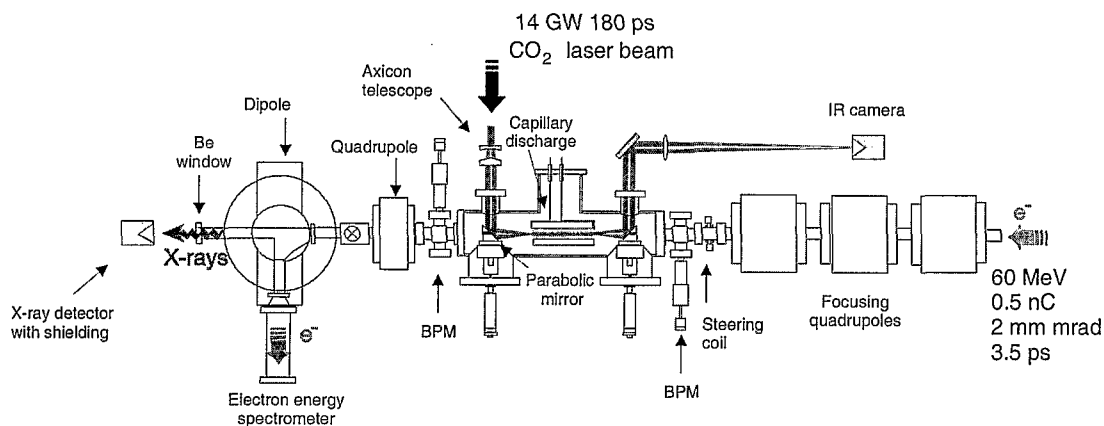 14 GW 180 ps
CO₂ laser beam
Axicon
telescope
IR camera
Dipole
Capillary
discharge
Be
window
Quadrupole
e⁻
X-rays
60 MeV
0.5 nC
2 mm mrad
3.5 ps
Parabolic
mirror
Focusing
quadrupoles
X-ray detector
with shielding
e⁻
BPM
Steering
coil
BPM
Electron energy
spectrometer